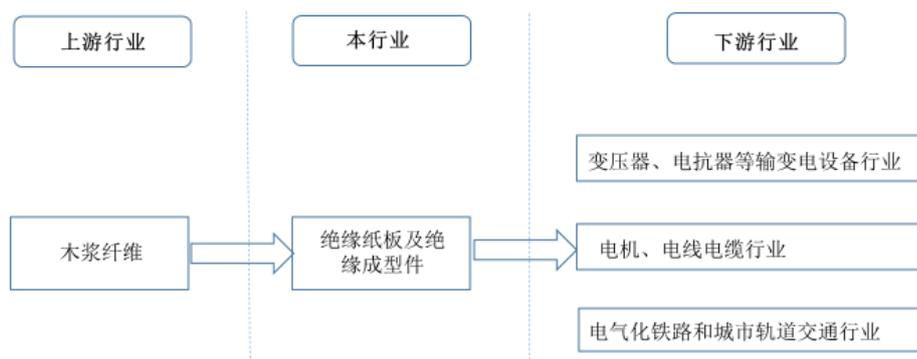 上游行业
本行业
下游行业
变压器、电抗器等输变电设备行业
木浆纤维
绝缘纸板及绝
缘成型件
电机、电线电缆行业
电气化铁路和城市轨道交通行业